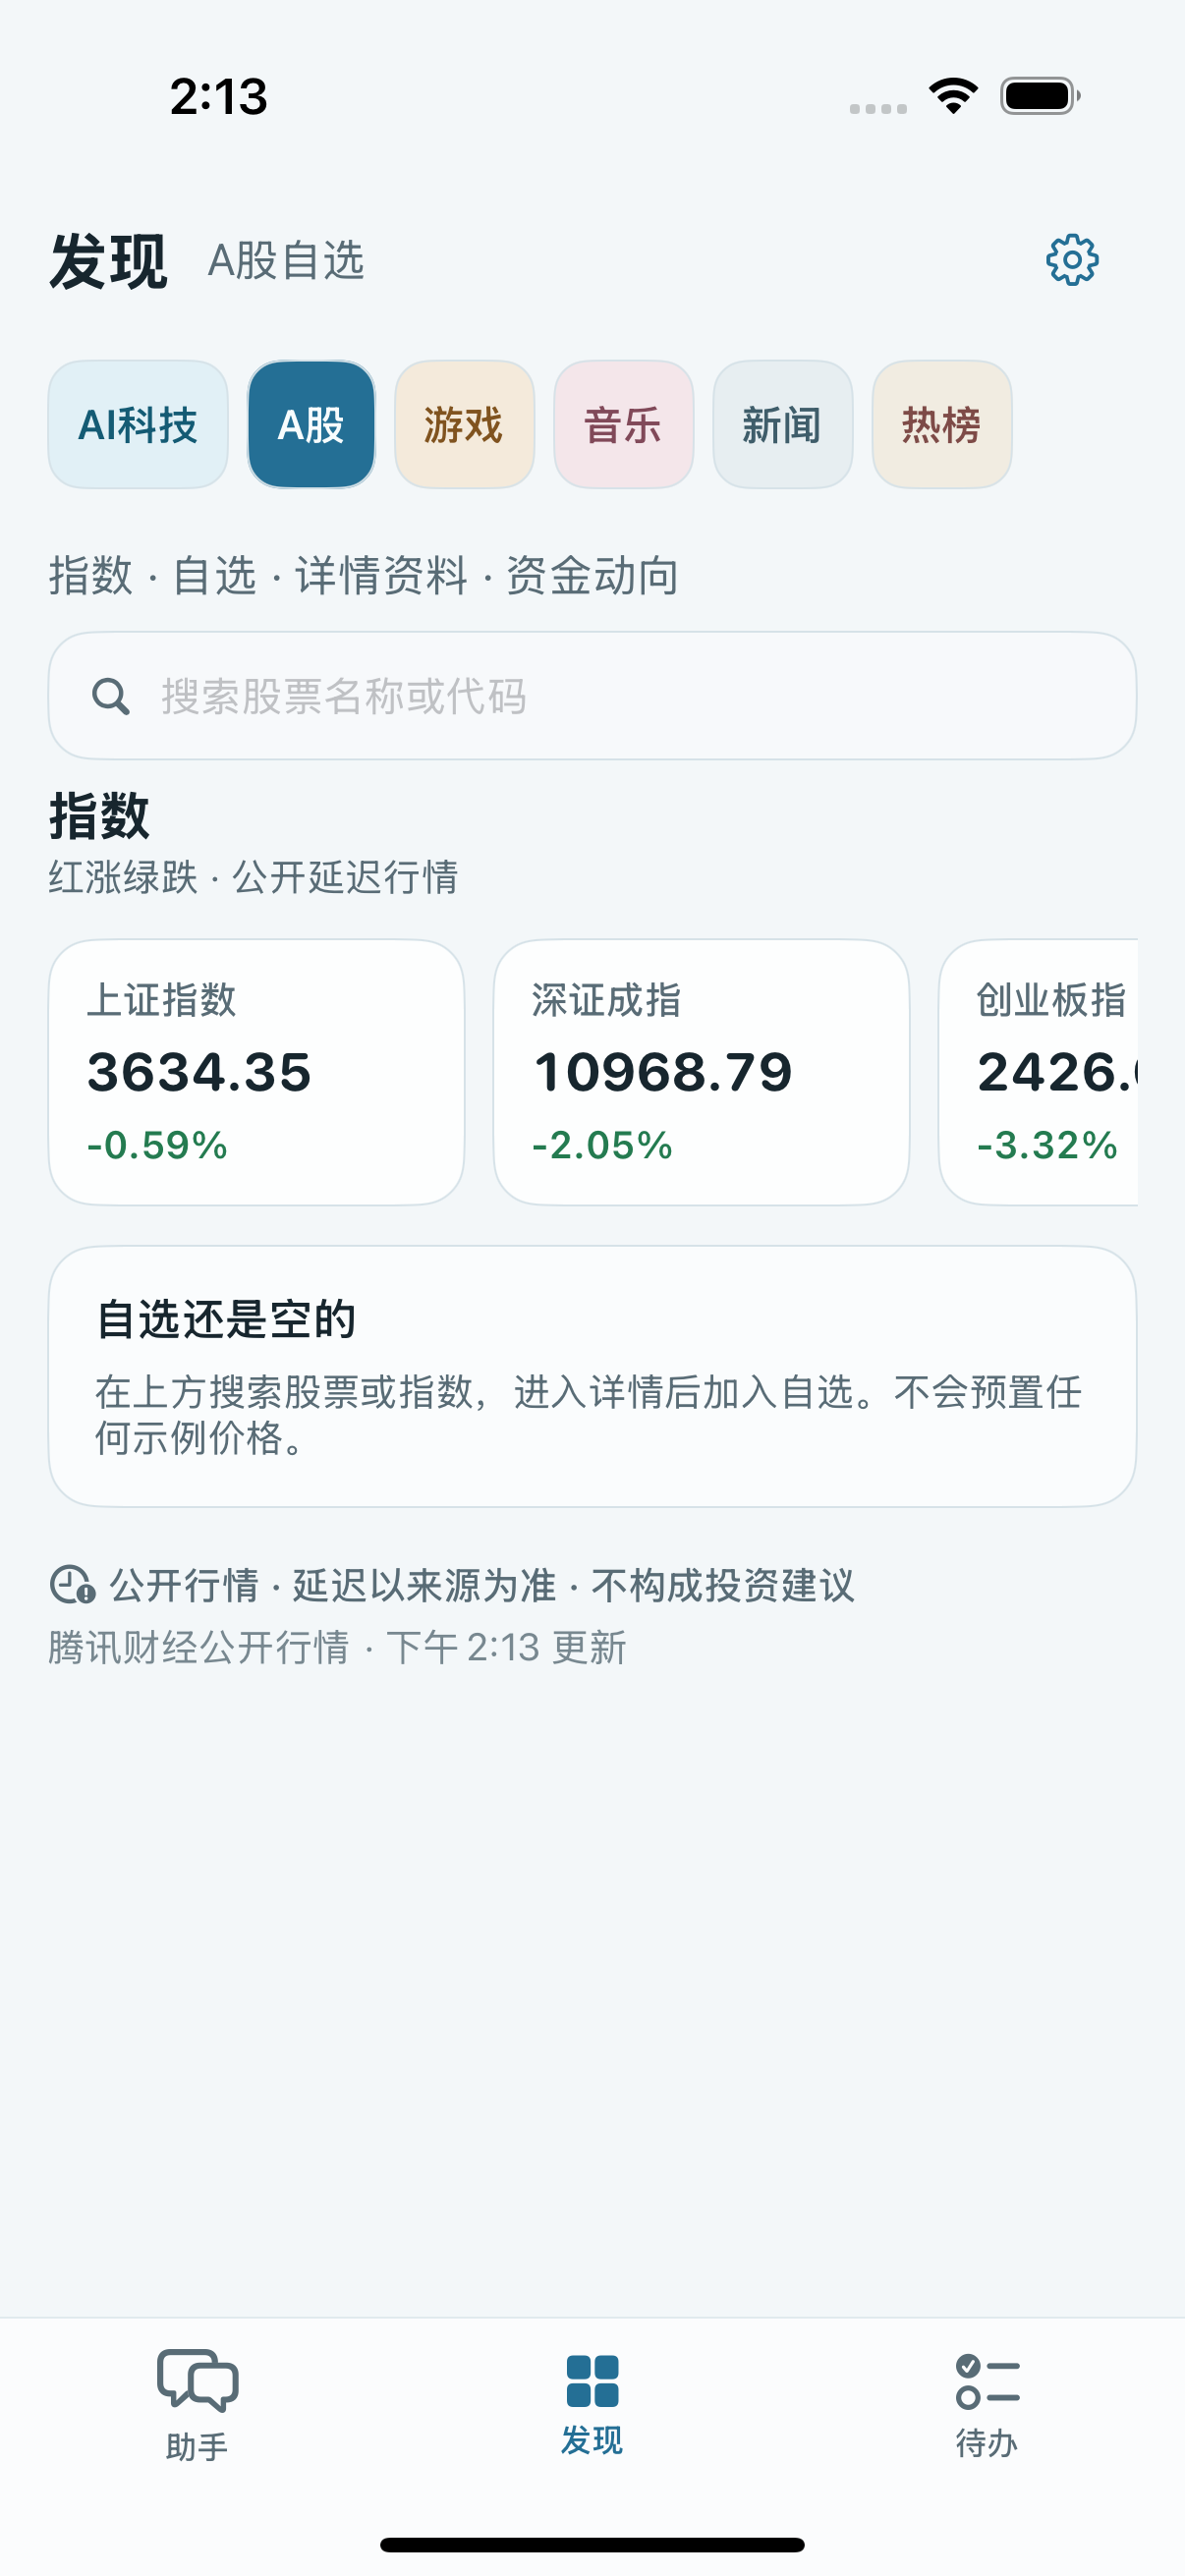 2:13
发现 A股自选
AI科技 A股 游戏 音乐 新闻 热榜
指数 · 自选 · 详情资料 · 资金动向
搜索股票名称或代码
指数
红涨绿跌 · 公开延迟行情
上证指数 深证成指 创业板指
3634.35 10968.79 2426.
-0.59% -2.05% -3.32%
自选还是空的
在上方搜索股票或指数，进入详情后加入自选。不会预置任
何示例价格。
公开行情 · 延迟以来源为准 · 不构成投资建议
腾讯财经公开行情 · 下午 2:13 更新
助手 发现 待办